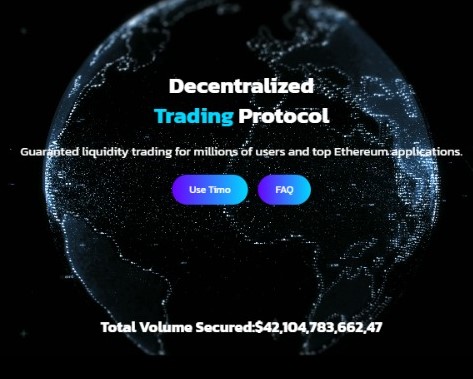 Decentralized
Trading Protocol
Guaranted liquidity trading for millions of users and top Ethereum applications.
Use Timo
FAQ
Total Volume Secured:$42,104,783,662,47